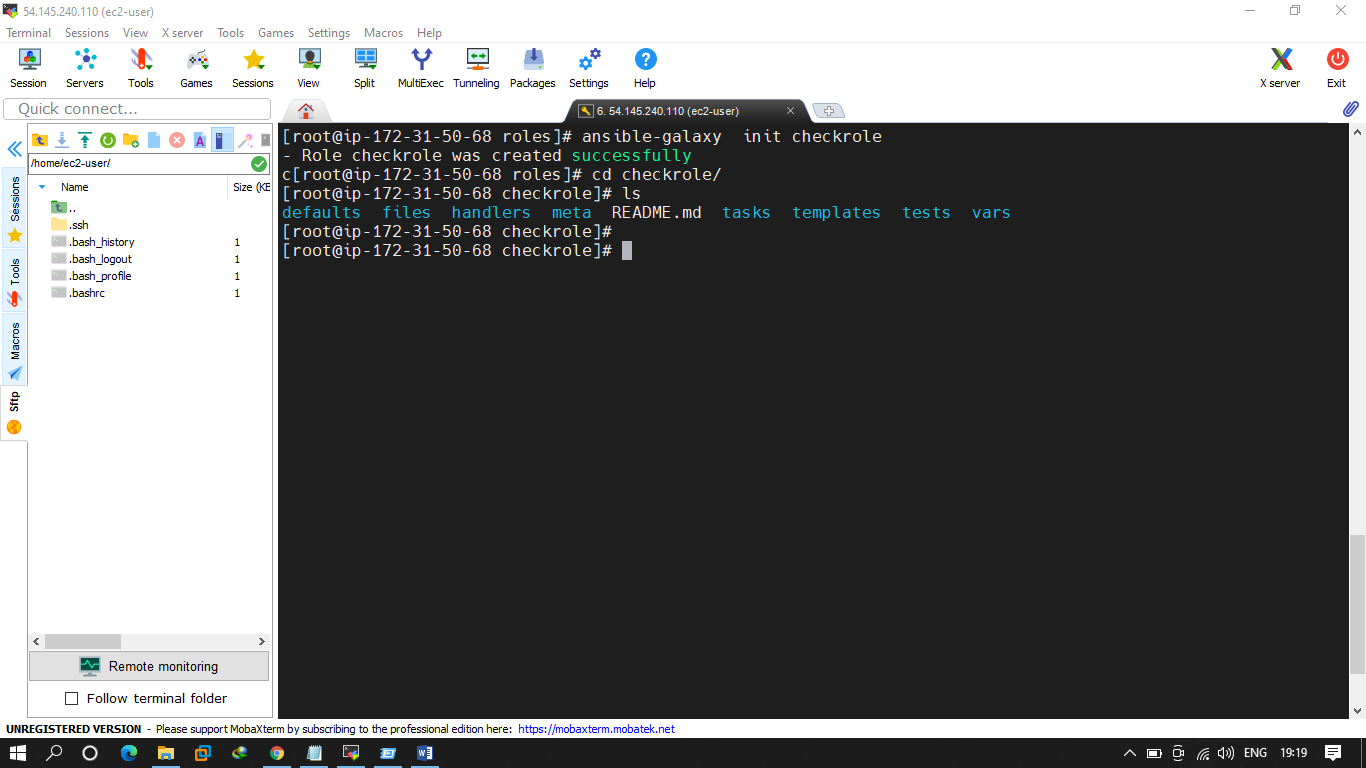 54.145.240.110 (ec2-user)
Terminal Sessions View X server Tools Games Settings Macros Help
Session Servers Tools Games Sessions View Split MultiExec Tunneling Packages Settings Help X server Exit
Quick connect...
6. 54.145.240.110 (ec2-user)
/home/ec2-user/
Name Size (KB
..
.ssh
.bash_history 1
.bash_logout 1
.bash_profile 1
.bashrc 1
Sessions
Tools
Macros
Sftp
[root@ip-172-31-50-68 roles]# ansible-galaxy  init checkrole
- Role checkrole was created successfully
c[root@ip-172-31-50-68 roles]# cd checkrole/
[root@ip-172-31-50-68 checkrole]# ls
defaults  files  handlers  meta  README.md  tasks  templates  tests  vars
[root@ip-172-31-50-68 checkrole]#
[root@ip-172-31-50-68 checkrole]#
Remote monitoring
Follow terminal folder
UNREGISTERED VERSION - Please support MobaXterm by subscribing to the professional edition here: https://mobaxterm.mobatek.net
ENG 19:19